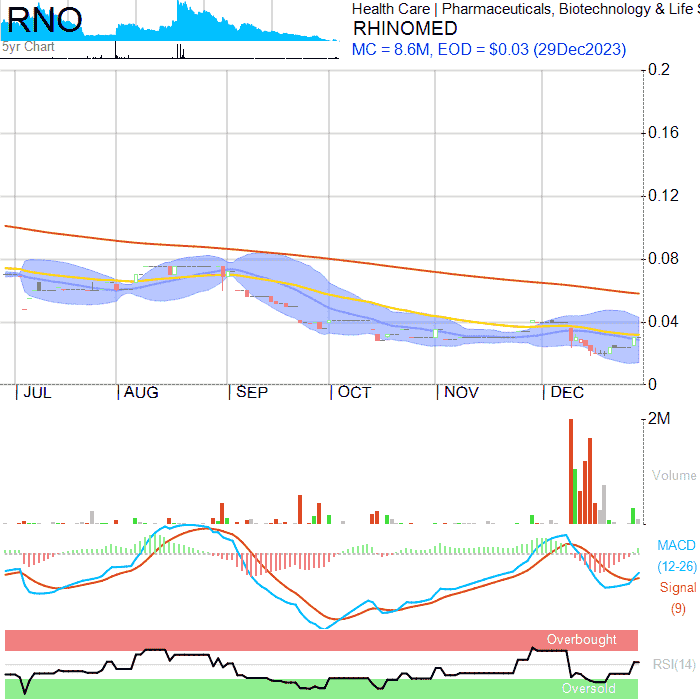 RNO
5yr Chart
Health Care | Pharmaceuticals, Biotechnology & Life S
RHINOMED
MC = 8.6M, EOD = $0.03 (29Dec2023)
0.2
0.16
0.12
0.08
0.04
0
JUL AUG SEP OCT NOV DEC
2M
Volume
MACD
(12-26)
Signal
(9)
Overbought
RSI(14)
Oversold